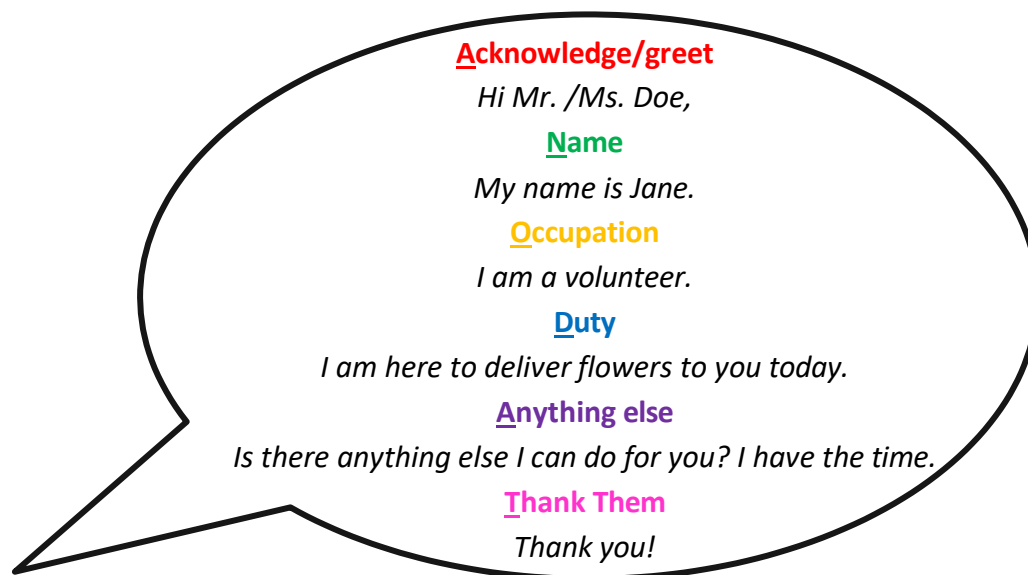 Acknowledge/greet
Hi Mr. /Ms. Doe,
Name
My name is Jane.
Occupation
I am a volunteer.
Duty
I am here to deliver flowers to you today.
Anything else
Is there anything else I can do for you? I have the time.
Thank Them
Thank you!